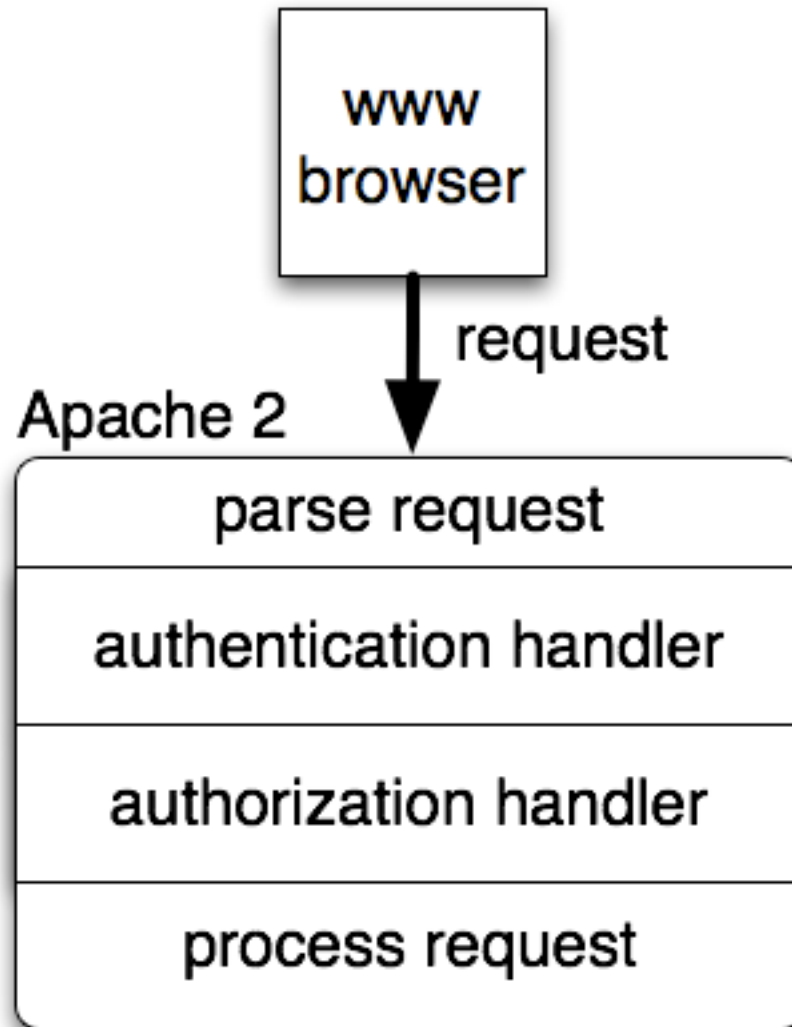 www
browser
request
Apache 2
parse request
authentication handler
authorization handler
process request